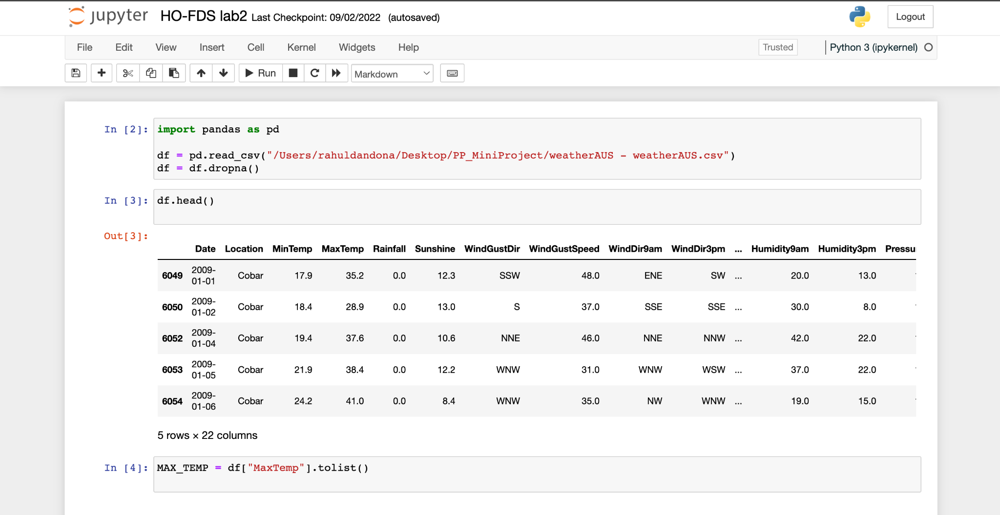 jupyter HO-FDS lab2 Last Checkpoint: 09/02/2022 (autosaved) Logout
File Edit View Insert Cell Kernel Widgets Help Trusted Python 3 (ipykernel)
Run Markdown
In [2]: import pandas as pd
df = pd.read_csv("/Users/rahuldandona/Desktop/PP_MiniProject/weatherAUS - weatherAUS.csv")
df = df.dropna()
In [3]: df.head()
Out[3]:
Date Location MinTemp MaxTemp Rainfall Sunshine WindGustDir WindGustSpeed WindDir9am WindDir3pm ... Humidity9am Humidity3pm Pressu
6049 2009-01-01 Cobar 17.9 35.2 0.0 12.3 SSW 48.0 ENE SW ... 20.0 13.0
6050 2009-01-02 Cobar 18.4 28.9 0.0 13.0 S 37.0 SSE SSE ... 30.0 8.0
6052 2009-01-04 Cobar 19.4 37.6 0.0 10.6 NNE 46.0 NNE NNW ... 42.0 22.0
6053 2009-01-05 Cobar 21.9 38.4 0.0 12.2 WNW 31.0 WNW WSW ... 37.0 22.0
6054 2009-01-06 Cobar 24.2 41.0 0.0 8.4 WNW 35.0 NW WNW ... 19.0 15.0
5 rows × 22 columns
In [4]: MAX_TEMP = df["MaxTemp"].tolist()